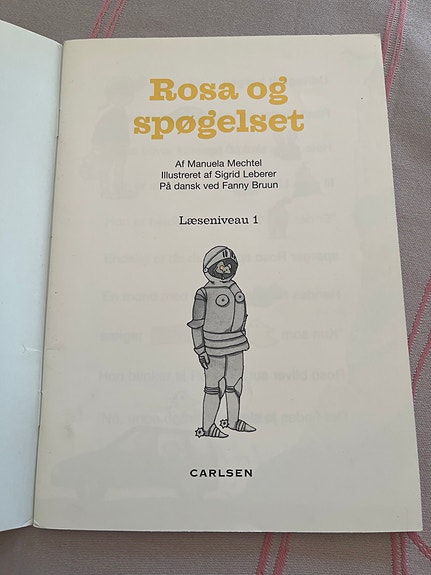 Rosa og
spøgelset
Af Manuela Mechtel
Illustreret af Sigrid Leberer
På dansk ved Fanny Bruun
Læseniveau 1
CARLSEN